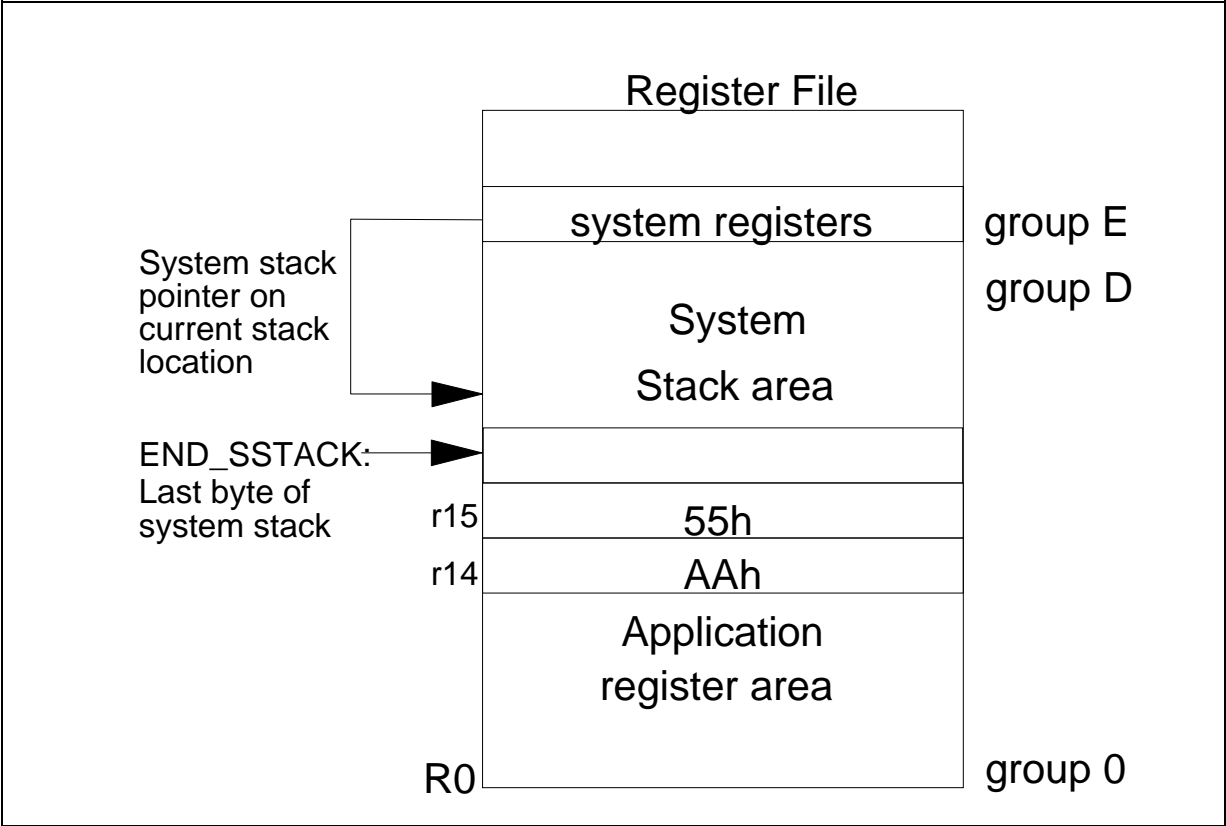 Register File
system registers
group E
System stack
pointer on
current stack
location
group D
System
Stack area
END_SSTACK:
Last byte of
system stack
r15
55h
r14
AAh
Application
register area
R0
group 0